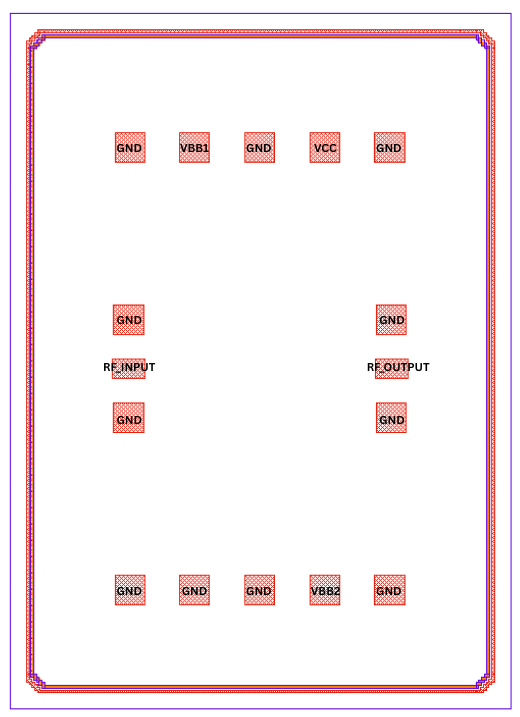 GND VBB1 GND VCC GND
GND GND
RF_INPUT RF_OUTPUT
GND GND
GND GND GND VBB2 GND